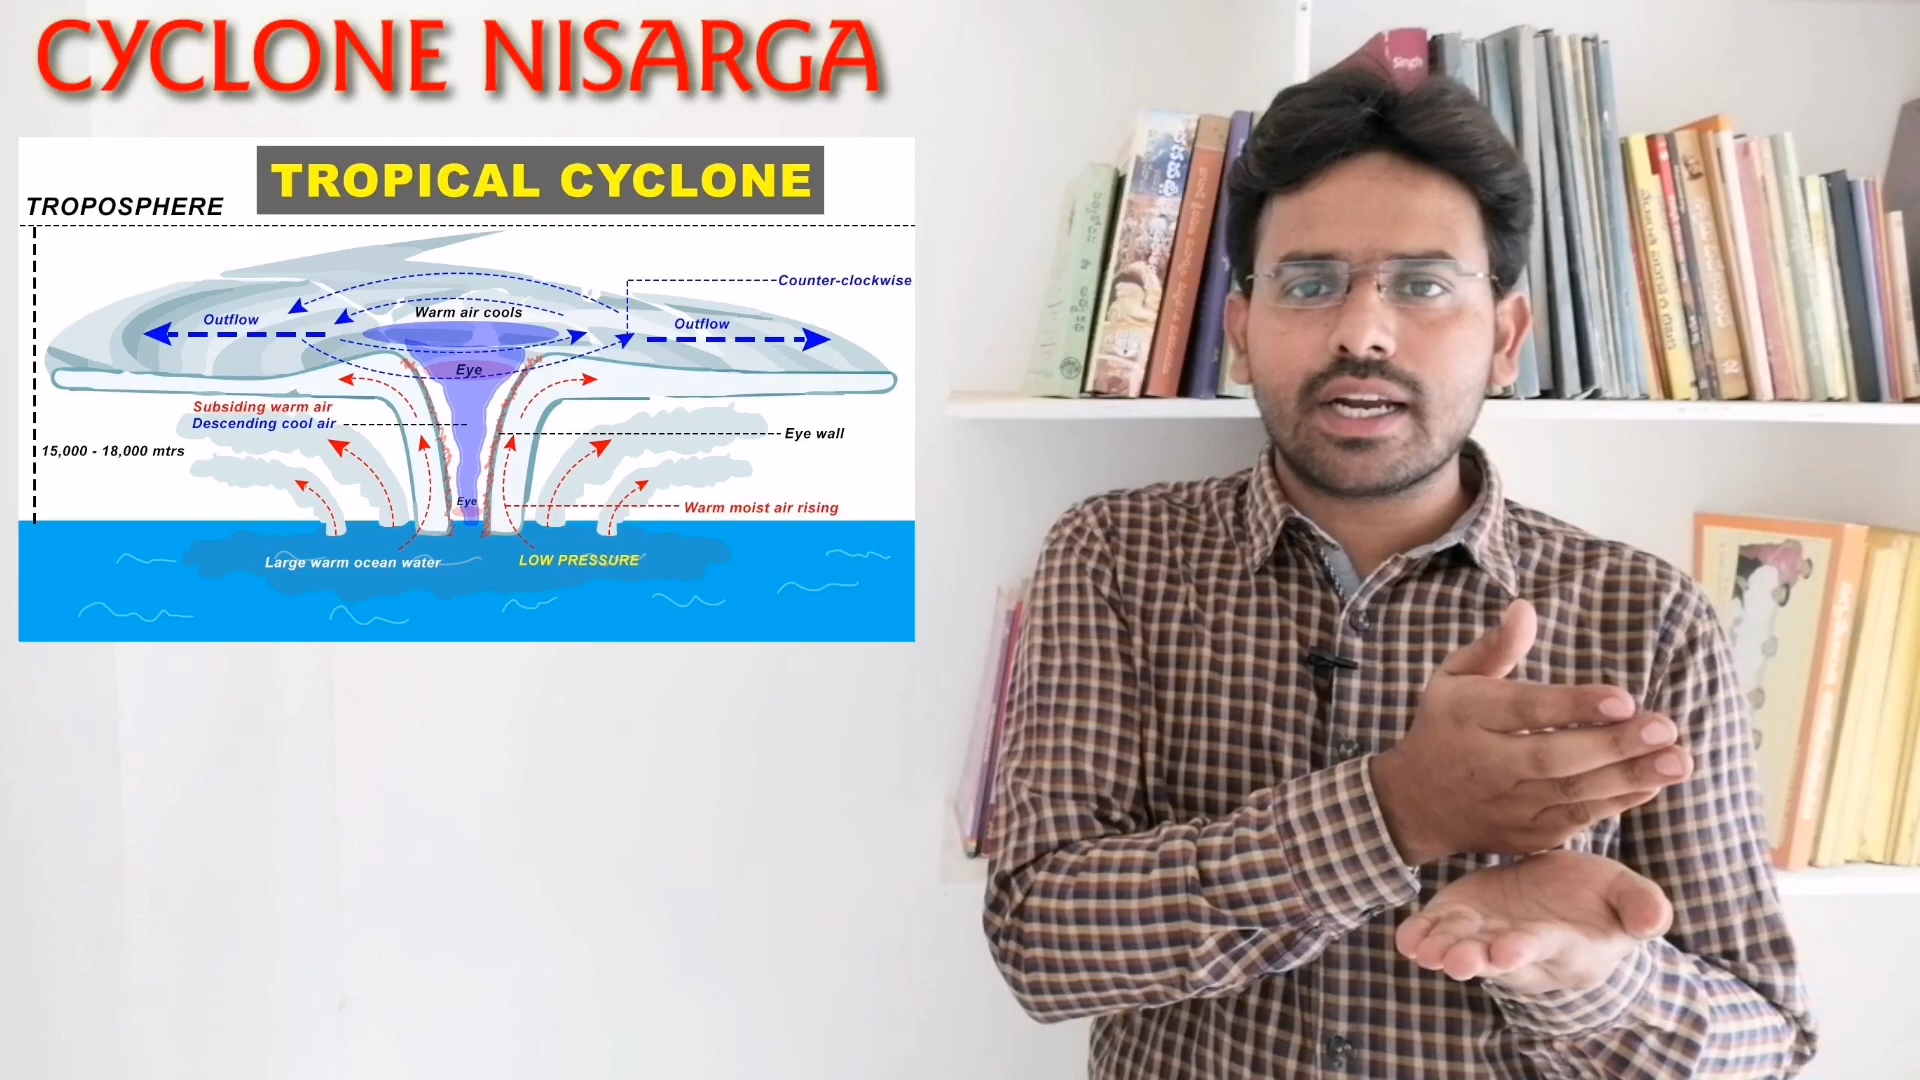 CYCLONE NISARGA
TROPICAL CYCLONE
TROPOSPHERE
Counter-clockwise
Warm air cools
Outflow
Outflow
Eye
Subsiding warm air
Descending cool air
Eye wall
15,000 - 18,000 mtrs
Eye
Warm moist air rising
Large warm ocean water
LOW PRESSURE
Singh